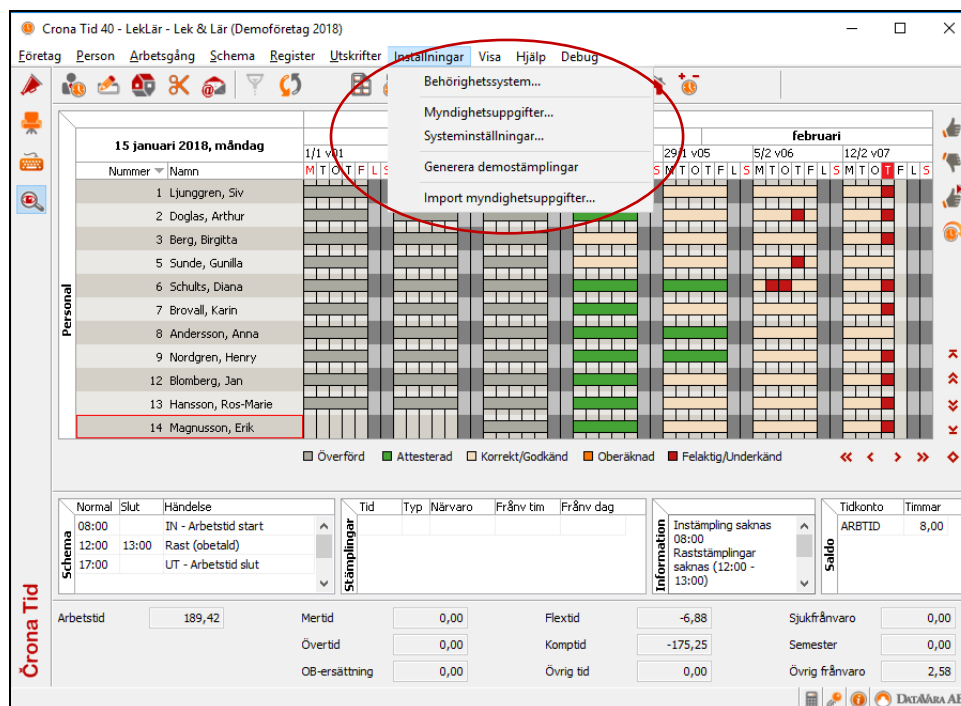 Crona Tid 40 - LekLär - Lek & Lär (Demoföretag 2018)
Företag Person Arbetsgång Schema Register Utskrifter Inställningar Visa Hjälp Debug
Behörighetssystem...
Myndighetsuppgifter...
Systeminställningar...
Generera demostämplingar
Import myndighetsuppgifter...
februari
15 januari 2018, måndag
1/1 v01 29/1 v05 5/2 v06 12/2 v07
Nummer Namn M T O T F L S S M T O T F L S M T O T F L S M T O T F L S
Personal
1 Ljunggren, Siv
2 Doglas, Arthur
3 Berg, Birgitta
5 Sunde, Gunilla
6 Schults, Diana
7 Brovall, Karin
8 Andersson, Anna
9 Nordgren, Henry
12 Blomberg, Jan
13 Hansson, Ros-Marie
14 Magnusson, Erik
Överförd Attesterad Korrekt/Godkänd Oberäknad Felaktig/Underkänd
Schema
Normal Slut Händelse
08:00 IN - Arbetstid start
12:00 13:00 Rast (obetald)
17:00 UT - Arbetstid slut
Stämplingar
Tid Typ Närvaro Frånv tim Frånv dag
Information
Instämpling saknas
08:00
Raststämplingar
saknas (12:00 -
13:00)
Saldo
Tidkonto Timmar
ARBTID 8,00
Crona Tid
Arbetstid 189,42 Mertid 0,00 Flextid -6,88 Sjukfrånvaro 0,00
Övertid 0,00 Komptid -175,25 Semester 0,00
OB-ersättning 0,00 Övrig tid 0,00 Övrig frånvaro 2,58
DATAVARA AB